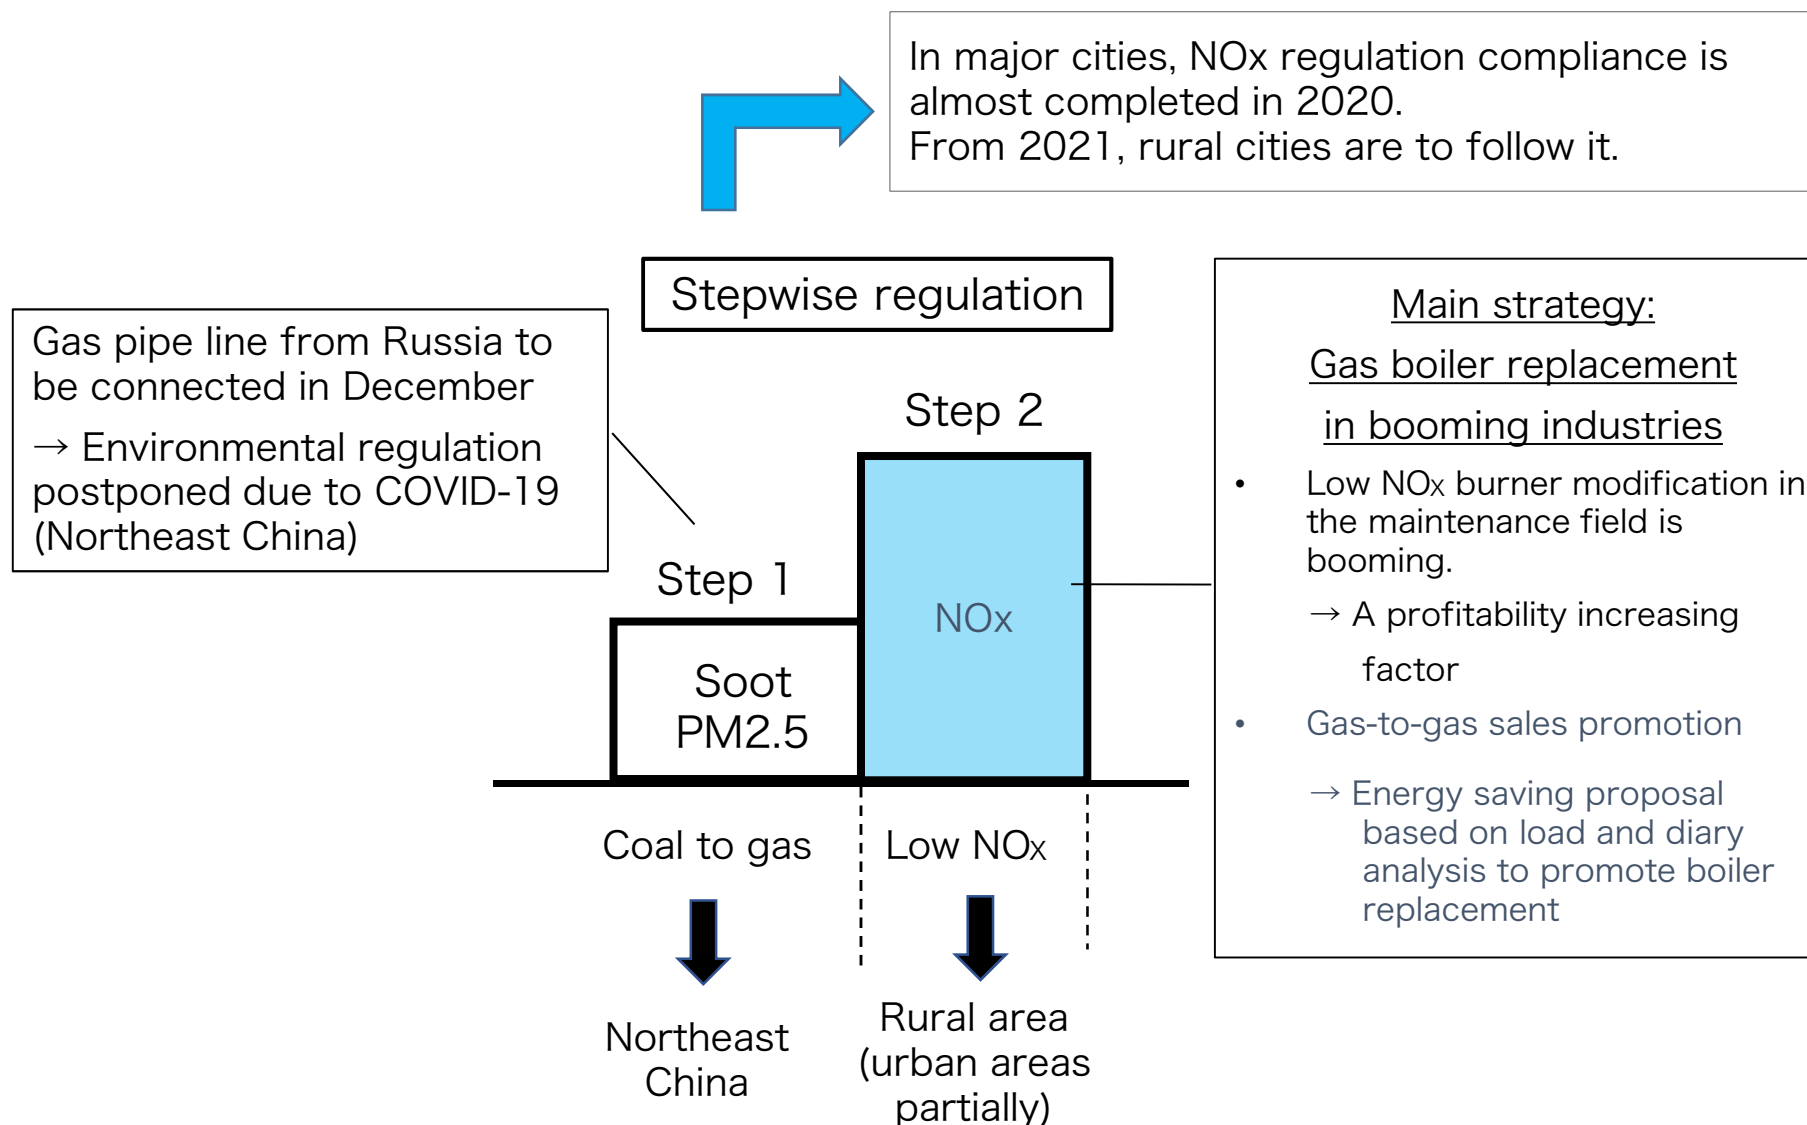 In major cities, NOx regulation compliance is
almost completed in 2020.
From 2021, rural cities are to follow it.
Stepwise regulation
Gas pipe line from Russia to
be connected in December
→ Environmental regulation
postponed due to COVID-19
(Northeast China)
Step 1
Soot
PM2.5
Step 2
NOx
Main strategy:
Gas boiler replacement
in booming industries
• Low NOx burner modification in
the maintenance field is
booming.
→ A profitability increasing
factor
• Gas-to-gas sales promotion
→ Energy saving proposal
based on load and diary
analysis to promote boiler
replacement
Coal to gas
Low NOx
Northeast
China
Rural area
(urban areas
partially)